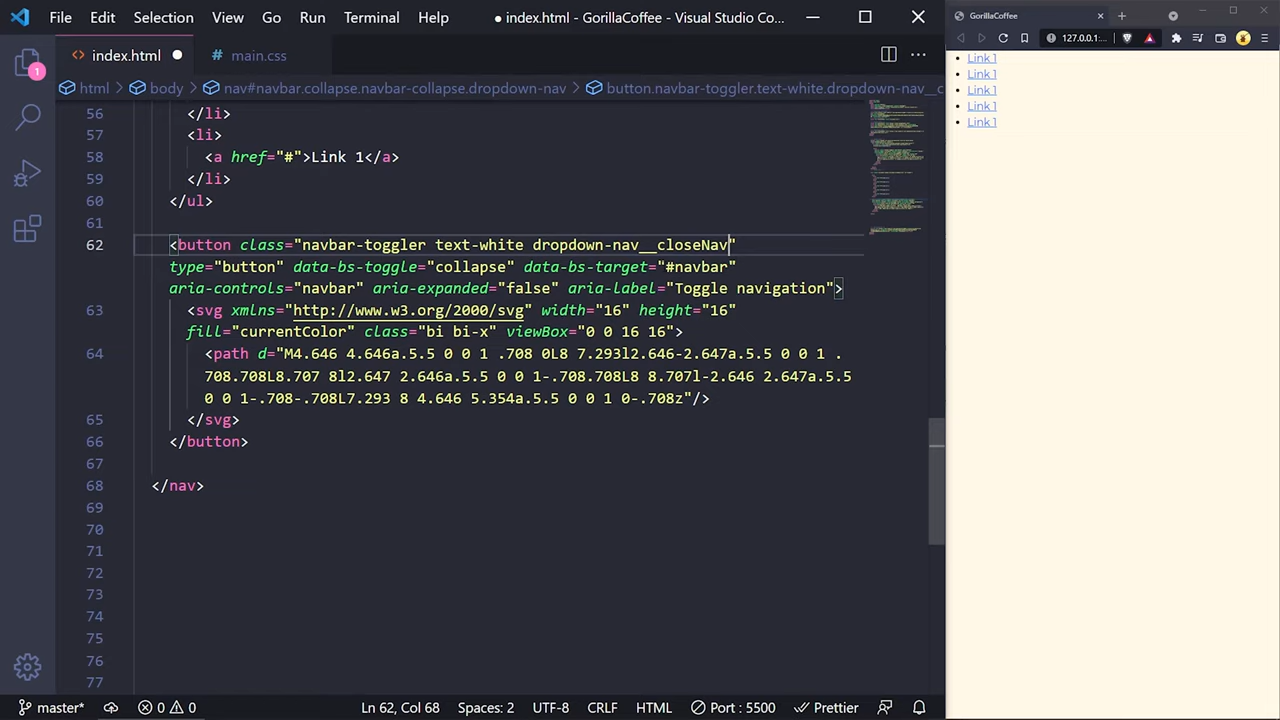 File Edit Selection View Go Run Terminal Help ● index.html - GorillaCoffee - Visual Studio Co...
index.html main.css
html body nav#navbar.collapse.navbar-collapse.dropdown-nav button.navbar-toggler.text-white.dropdown-nav__c
1
56 </li>
57 <li>
58 <a href="#">Link 1</a>
59 </li>
60 </ul>
61
62 <button class="navbar-toggler text-white dropdown-nav__closeNav"
type="button" data-bs-toggle="collapse" data-bs-target="#navbar"
aria-controls="navbar" aria-expanded="false" aria-label="Toggle navigation">
63 <svg xmlns="http://www.w3.org/2000/svg" width="16" height="16"
fill="currentColor" class="bi bi-x" viewBox="0 0 16 16">
64 <path d="M4.646 4.646a.5.5 0 0 1 .708 0L8 7.293l2.646-2.647a.5.5 0 0 1 .
708.708L8.707 8l2.647 2.646a.5.5 0 0 1-.708.708L8 8.707l-2.646 2.647a.5.5
0 0 1-.708-.708L7.293 8 4.646 5.354a.5.5 0 0 1 0-.708z"/>
65 </svg>
66 </button>
67
68 </nav>
69
70
71
72
73
74
75
76
77
master* 0 0 Ln 62, Col 68 Spaces: 2 UTF-8 CRLF HTML Port : 5500 Prettier
GorillaCoffee
127.0.0.1:...
Link 1
Link 1
Link 1
Link 1
Link 1